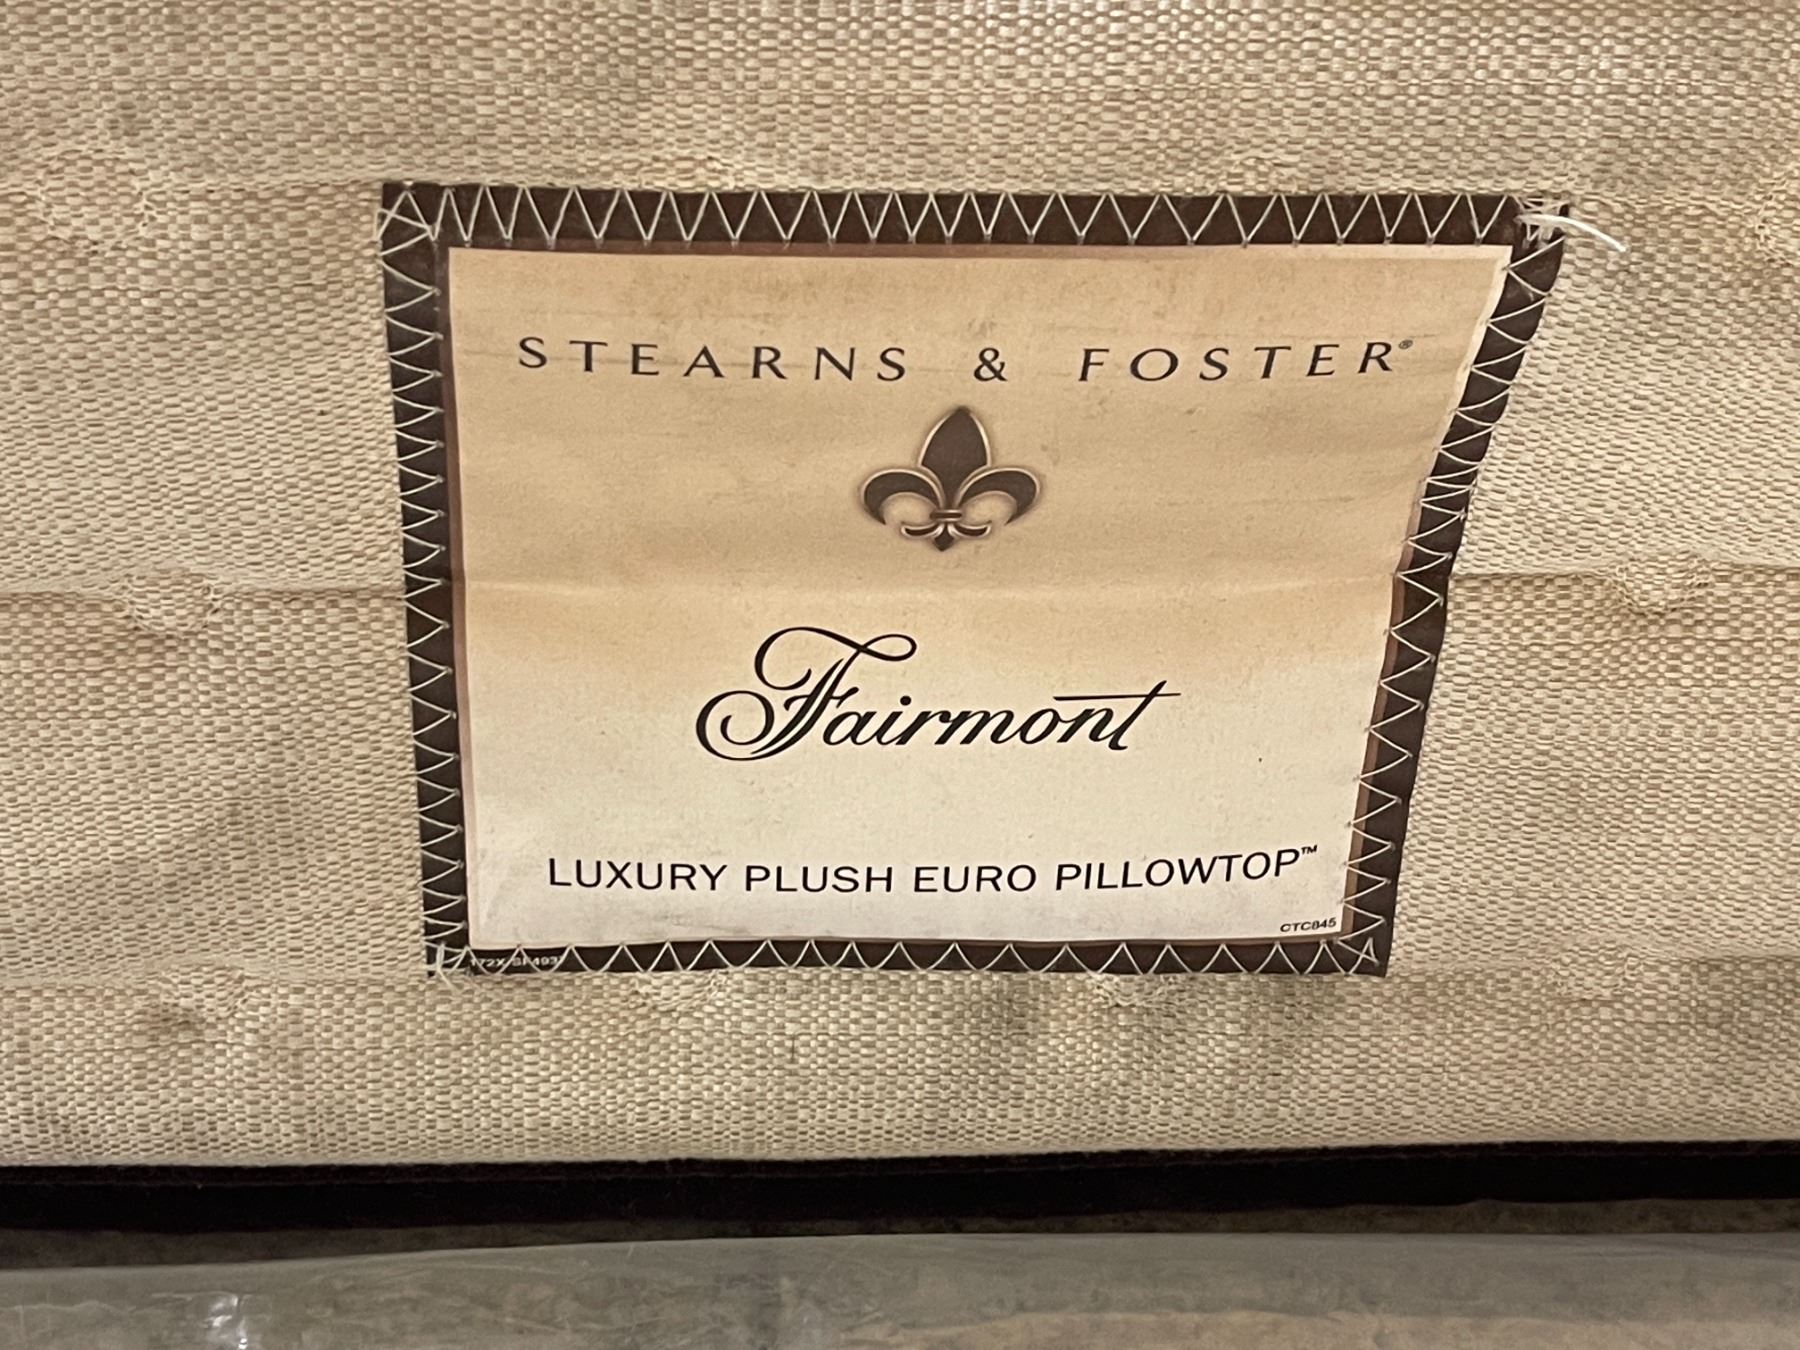 STEARNS & FOSTER®
Fairmont
LUXURY PLUSH EURO PILLOWTOP™
CTC845